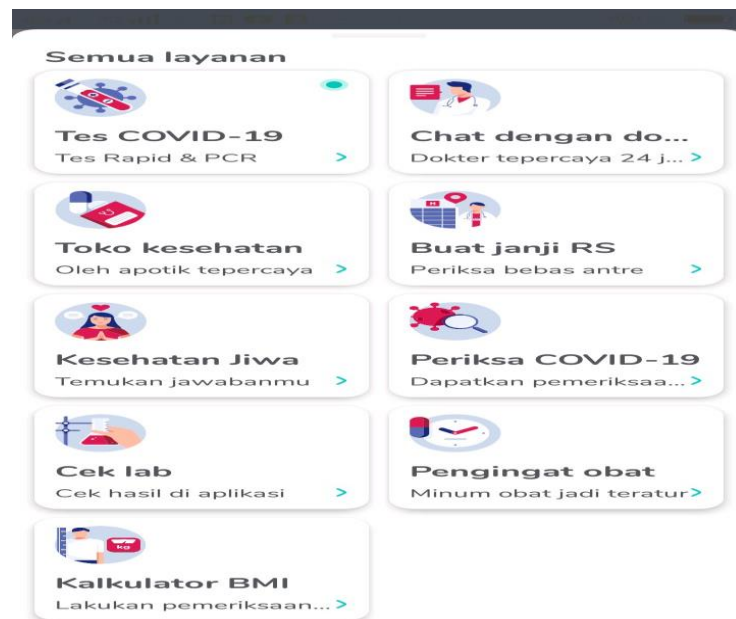 Semua layanan
Tes COVID-19
Tes Rapid & PCR
Chat dengan do...
Dokter tepercaya 24 j...
Toko kesehatan
Oleh apotik tepercaya
Buat janji RS
Periksa bebas antre
Kesehatan Jiwa
Temukan jawabanmu
Periksa COVID-19
Dapatkan pemeriksaa...
Cek lab
Cek hasil di aplikasi
Pengingat obat
Minum obat jadi teratur
Kalkulator BMI
Lakukan pemeriksaan...